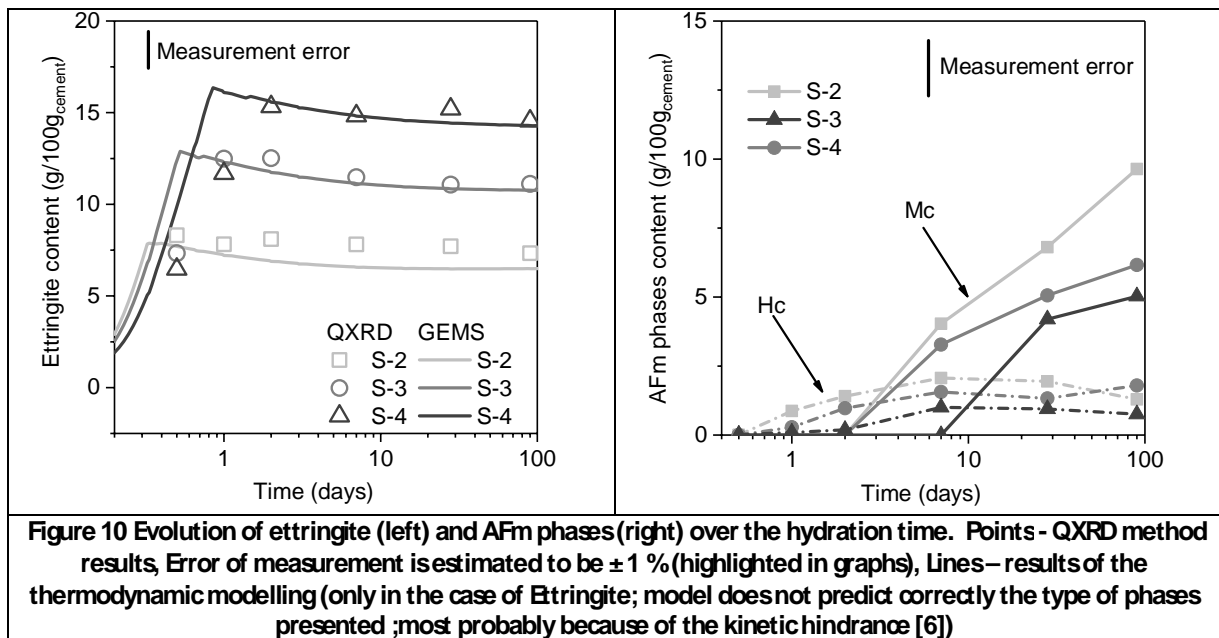 20
15
10
5
0
Ettringite content (g/100g_cement)
Measurement error
QXRD GEMS
S-2 S-2
S-3 S-3
S-4 S-4
1 10 100
Time (days)
15
10
5
0
AFm phases content (g/100g_cement)
Measurement error
S-2
S-3
S-4
Mc
Hc
1 10 100
Time (days)
Figure 10 Evolution of ettringite (left) and AFm phases (right) over the hydration time. Points - QXRD method
results, Error of measurement is estimated to be ± 1 % (highlighted in graphs), Lines – results of the
thermodynamic modelling (only in the case of Ettringite; model does not predict correctly the type of phases
presented ;most probably because of the kinetic hindrance [6])